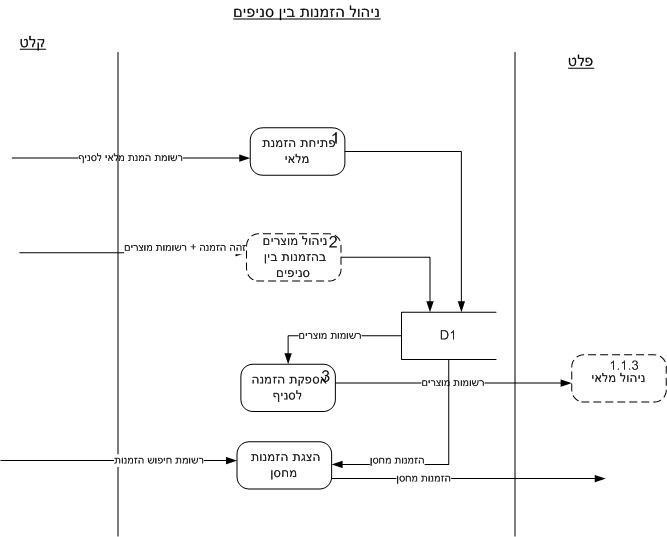 ניהול הזמנות בין סניפים
קלט
פלט
1
פתיחת הזמנת
מלאי
רשומת המנת מלאי לסניף
2
ניהול מוצרים
בהזמנות בין
סניפים
זהה הזמנה + רשומות מוצרים
D1
רשומות מוצרים
3
אספקת הזמנה
לסניף
רשומות מוצרים
1.1.3
ניהול מלאי
הצגת הזמנות
מחסן
רשומת חיפוש הזמנות
הזמנות מחסן
הזמנות מחסן